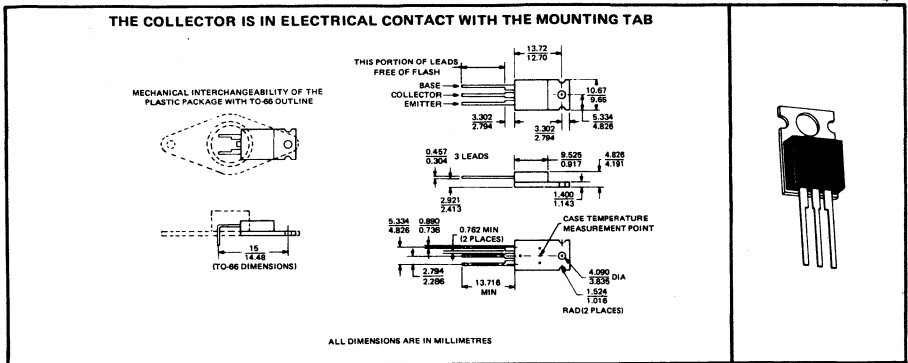 THE COLLECTOR IS IN ELECTRICAL CONTACT WITH THE MOUNTING TAB
MECHANICAL INTERCHANGEABILITY OF THE
PLASTIC PACKAGE WITH TO-66 OUTLINE
15
14.48
(TO-66 DIMENSIONS)
THIS PORTION OF LEADS
FREE OF FLASH
BASE
COLLECTOR
EMITTER
13.72
12.70
10.67
9.65
3.302
2.794
3.302
2.794
5.334
4.826
0.457
0.304
3 LEADS
9.525
0.917
4.826
4.191
2.921
2.413
1.400
1.143
5.334
4.826
0.890
0.736
0.762 MIN
(2 PLACES)
CASE TEMPERATURE
MEASUREMENT POINT
2.794
2.286
13.716
MIN
4.090
3.835
DIA
1.524
1.016
RAD(2 PLACES)
ALL DIMENSIONS ARE IN MILLIMETRES